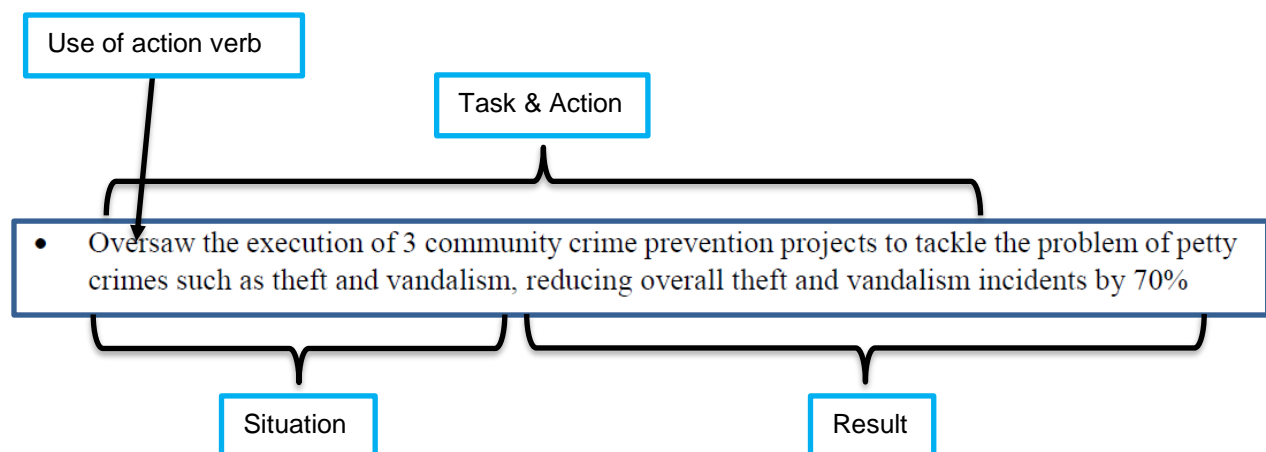 Use of action verb
Task & Action
• Oversaw the execution of 3 community crime prevention projects to tackle the problem of petty
crimes such as theft and vandalism, reducing overall theft and vandalism incidents by 70%
Situation
Result